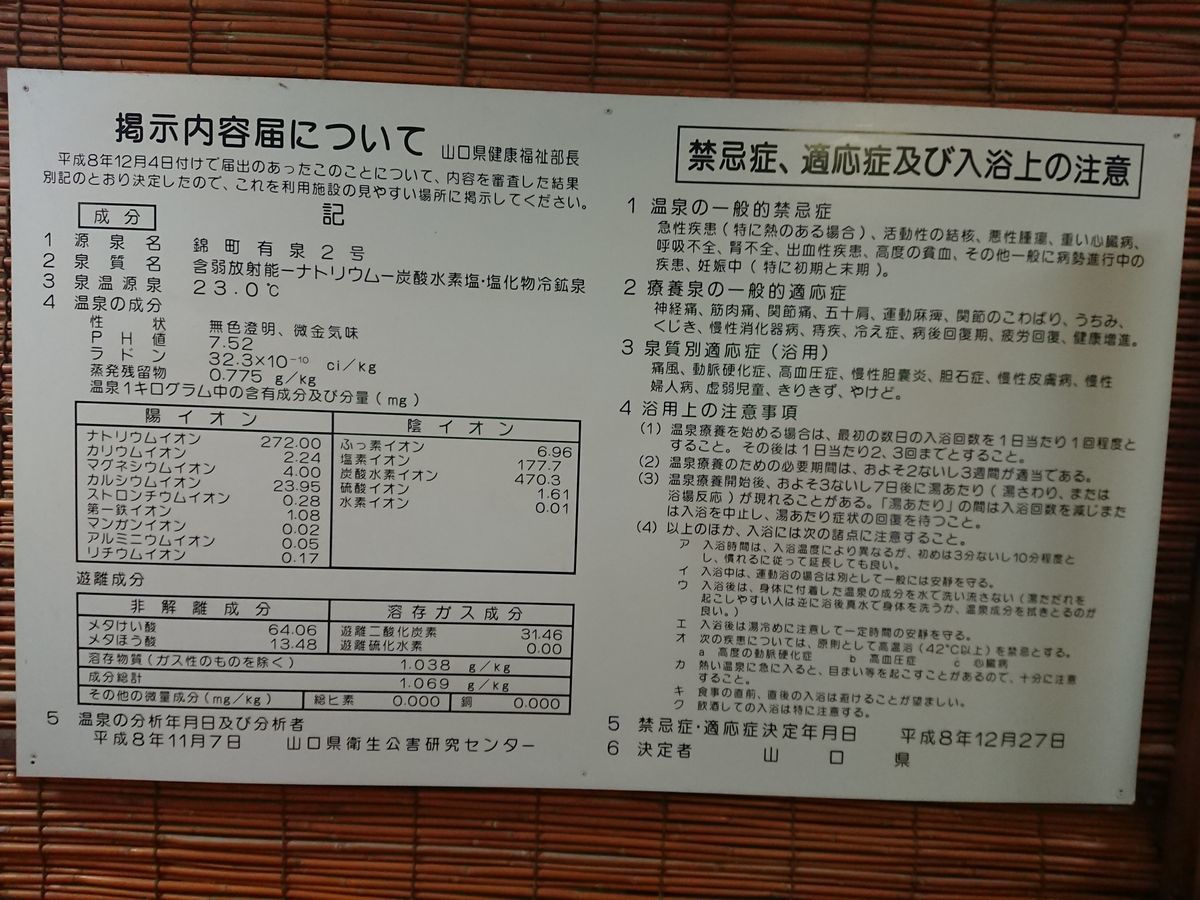 掲示内容届について
山口県健康福祉部長
平成8年12月4日付けで届出のあったこのことについて、内容を審査した結果
別記のとおり決定したので、これを利用施設の見やすい場所に掲示してください。
記
成分
1 源泉名 錦町有泉2号
2 泉質名 含弱放射能ーナトリウムー炭酸水素塩・塩化物冷鉱泉
3 泉温源泉 23.0℃
4 温泉の成分
性状 無色澄明、微金気味
PH値 7.52
ラドン 32.3×10⁻¹⁰ ci/kg
蒸発残留物 0.775 g/kg
温泉1キログラム中の含有成分及び分量(mg)
陽イオン
ナトリウムイオン 272.00
カリウムイオン 2.24
マグネシウムイオン 4.00
カルシウムイオン 23.95
ストロンチウムイオン 0.28
第一鉄イオン 1.08
マンガンイオン 0.02
アルミニウムイオン 0.05
リチウムイオン 0.17
陰イオン
ふっ素イオン 6.96
塩素イオン 177.7
炭酸水素イオン 470.3
硫酸イオン 1.61
水素イオン 0.01
遊離成分
非解離成分
メタけい酸 64.06
メタほう酸 13.48
溶存ガス成分
遊離二酸化炭素 31.46
遊離硫化水素 0.00
溶存物質(ガス性のものを除く) 1.038 g/kg
成分総計 1.069 g/kg
その他の微量成分(mg/kg) 総ヒ素 0.000 銅 0.000
5 温泉の分析年月日及び分析者
平成8年11月7日 山口県衛生公害研究センター
禁忌症、適応症及び入浴上の注意
1 温泉の一般的禁忌症
急性疾患(特に熱のある場合)、活動性の結核、悪性腫瘍、重い心臓病、
呼吸不全、腎不全、出血性疾患、高度の貧血、その他一般に病勢進行中の
疾患、妊娠中(特に初期と末期)。
2 療養泉の一般的適応症
神経痛、筋肉痛、関節痛、五十肩、運動麻痺、関節のこわばり、うちみ、
くじき、慢性消化器病、痔疾、冷え症、病後回復期、疲労回復、健康増進。
3 泉質別適応症(浴用)
痛風、動脈硬化症、高血圧症、慢性胆嚢炎、胆石症、慢性皮膚病、慢性
婦人病、虚弱児童、きりきず、やけど。
4 浴用上の注意事項
(1) 温泉療養を始める場合は、最初の数日の入浴回数を1日当たり1回程度と
すること。その後は1日当たり2、3回までとすること。
(2) 温泉療養のための必要期間は、およそ2ないし3週間が適当である。
(3) 温泉療養開始後、およそ3ないし7日後に湯あたり(湯さわり、または
浴場反応)が現れることがある。「湯あたり」の間は入浴回数を減じまた
は入浴を中止し、湯あたり症状の回復を待つこと。
(4) 以上のほか、入浴には次の諸点に注意すること。
ア 入浴時間は、入浴温度により異なるが、初めは3分ないし10分程度と
し、慣れるに従って延長しても良い。
イ 入浴中は、運動浴の場合は別として一般には安静を守る。
ウ 入浴後は、身体に付着した温泉の成分を水で洗い流さない(湯ただれを
起こしやすい人は逆に浴後真水で身体を洗うか、温泉成分を拭きとるのが
良い。)
エ 入浴後は湯冷めに注意して一定時間の安静を守る。
オ 次の疾患については、原則として高温浴(42℃以上)を禁忌とする。
a 高度の動脈硬化症 b 高血圧症 c 心臓病
カ 熱い温泉に急に入ると、目まい等を起こすことがあるので、十分に注意
すること。
キ 食事の直前、直後の入浴は避けることが望ましい。
ク 飲酒しての入浴は特に注意する。
5 禁忌症・適応症決定年月日 平成8年12月27日
6 決定者 山口県